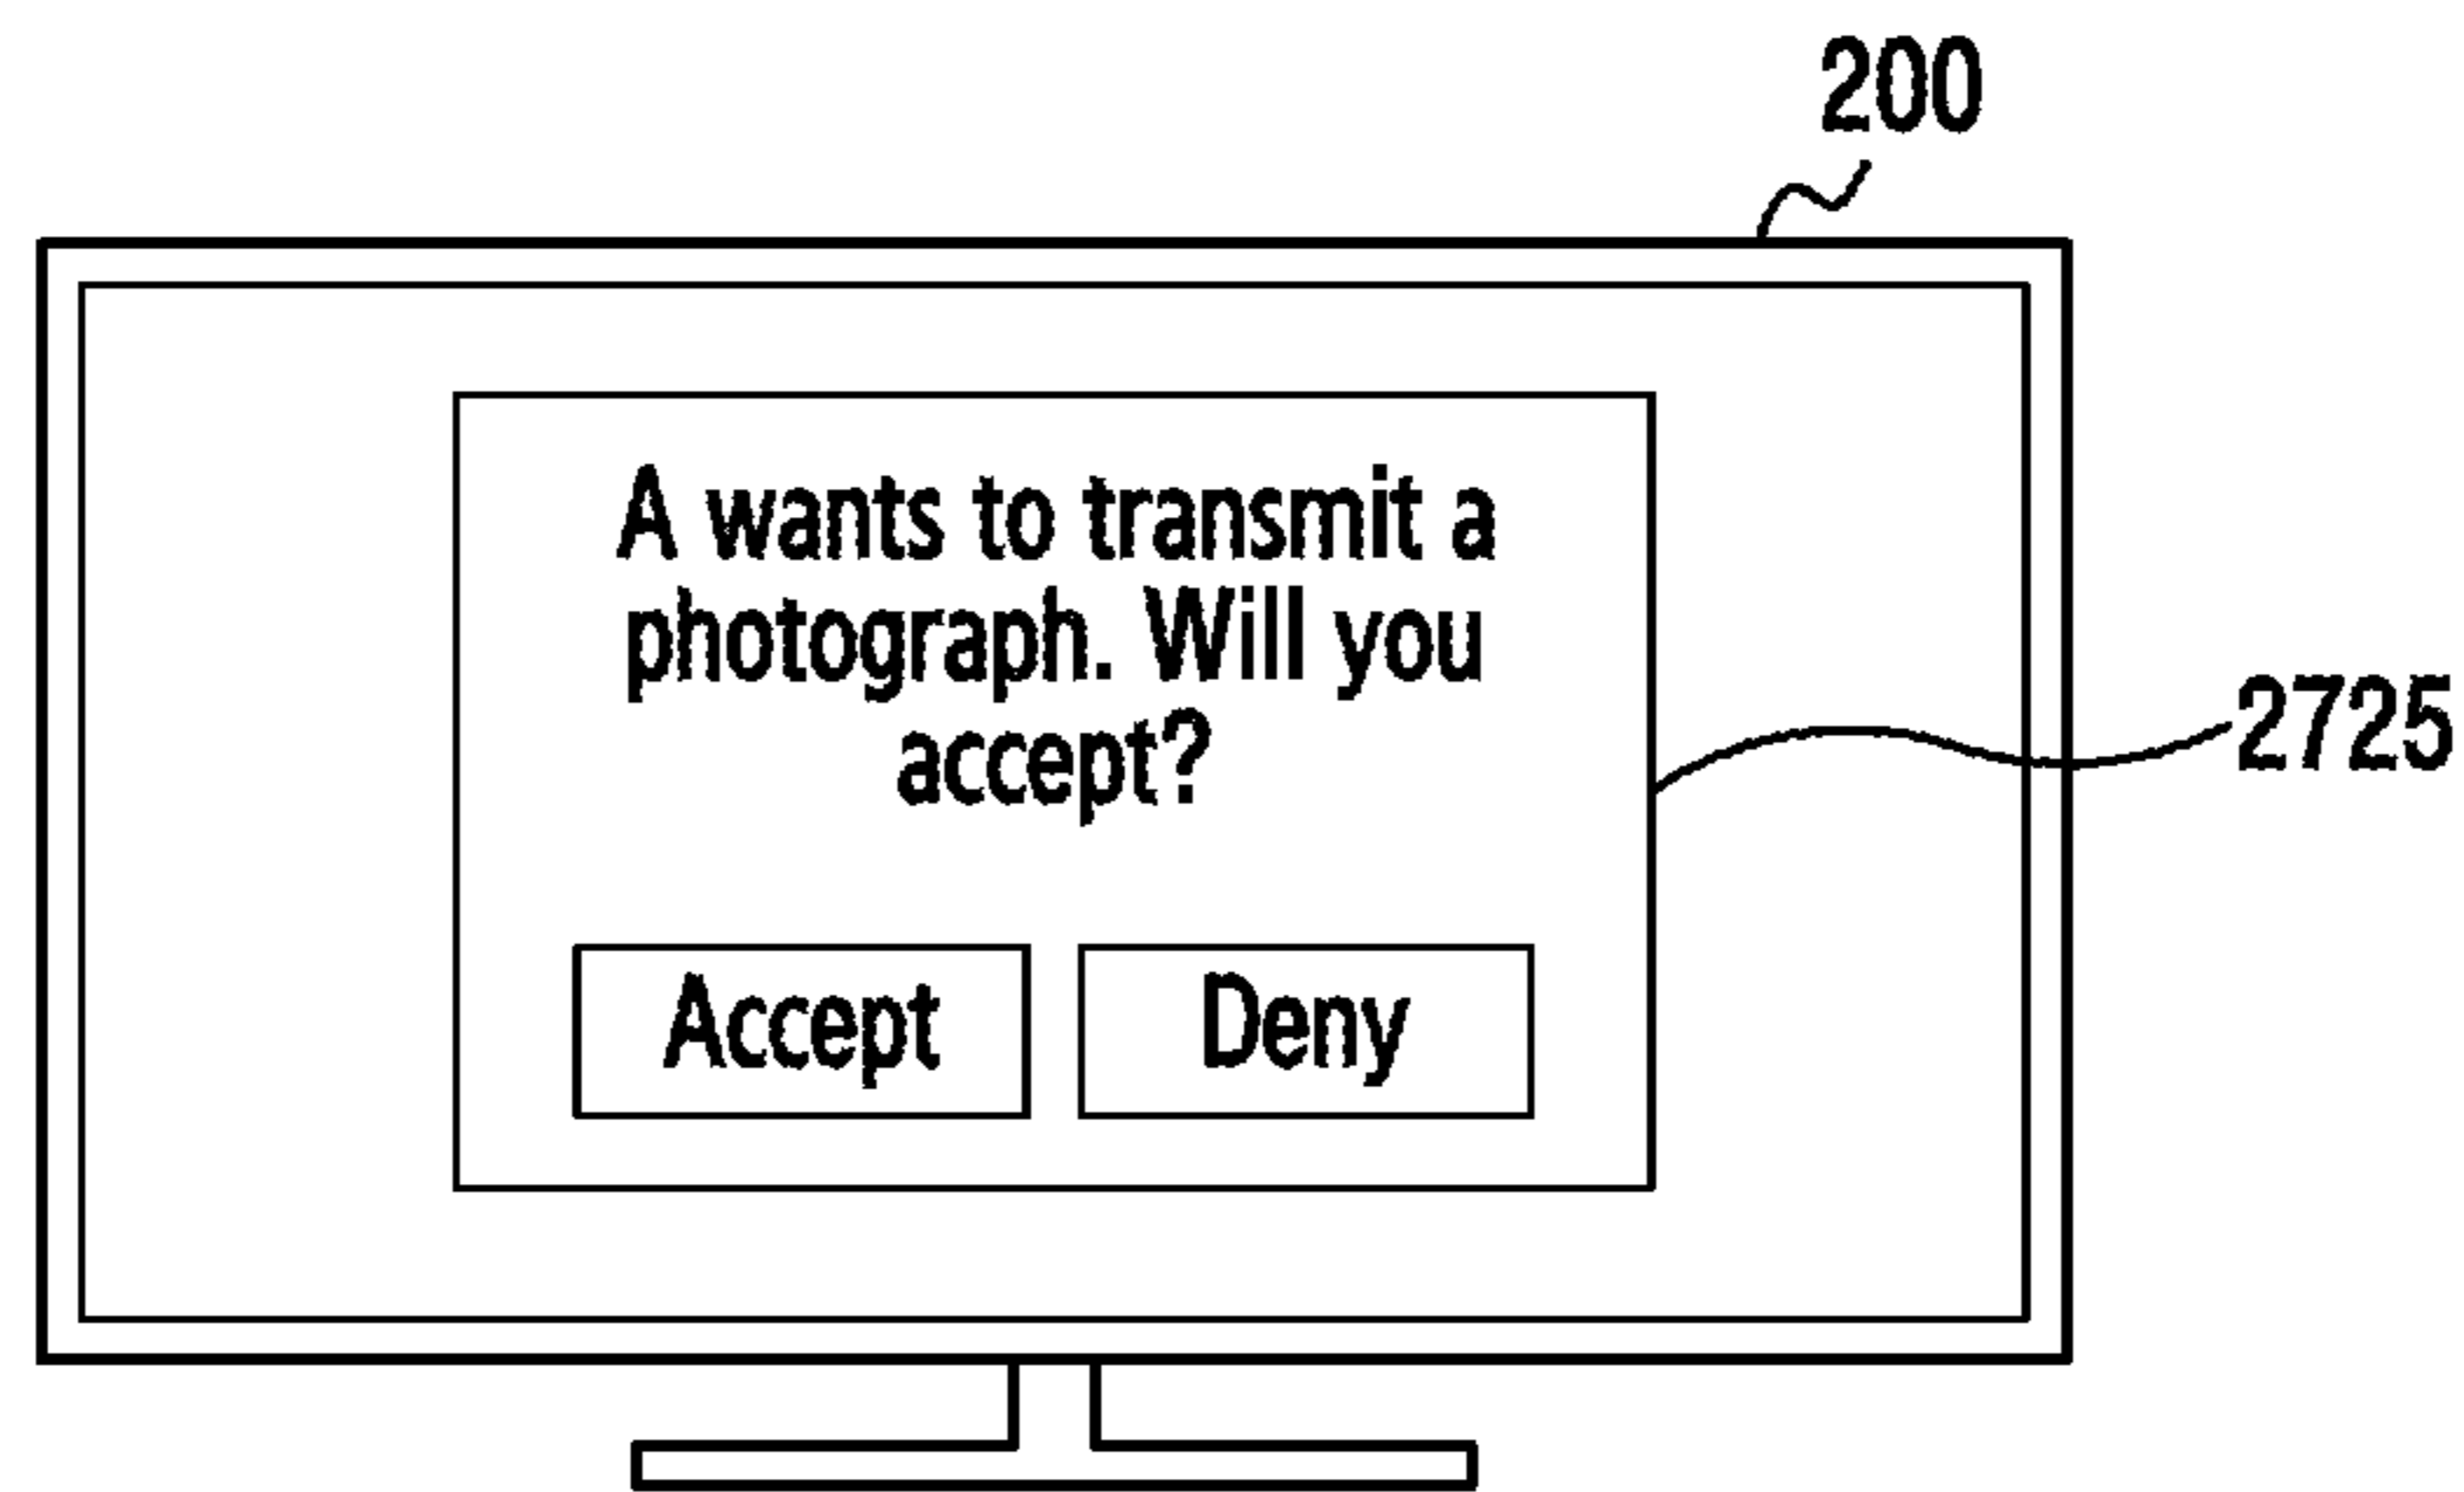 200
A wants to transmit a
photograph. Will you
accept?
2725
Accept Deny